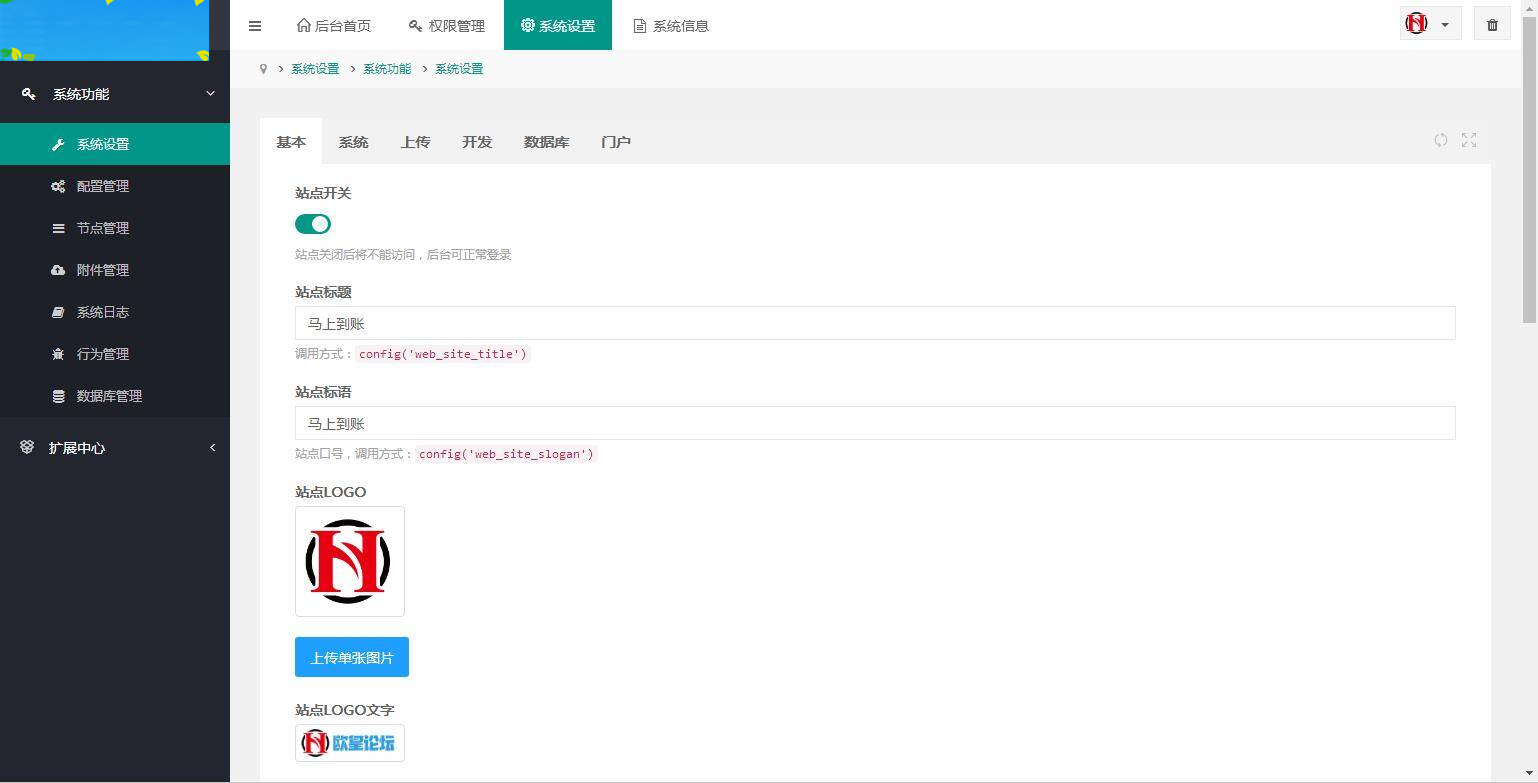 后台首页 权限管理 系统设置 系统信息
系统设置 系统功能 系统设置
系统功能
系统设置
配置管理
节点管理
附件管理
系统日志
行为管理
数据库管理
扩展中心
基本 系统 上传 开发 数据库 门户
站点开关
站点关闭后将不能访问，后台可正常登录
站点标题
马上到账
调用方式：config('web_site_title')
站点标语
马上到账
站点口号，调用方式：config('web_site_slogan')
站点LOGO
上传单张图片
站点LOGO文字
欧皇论坛